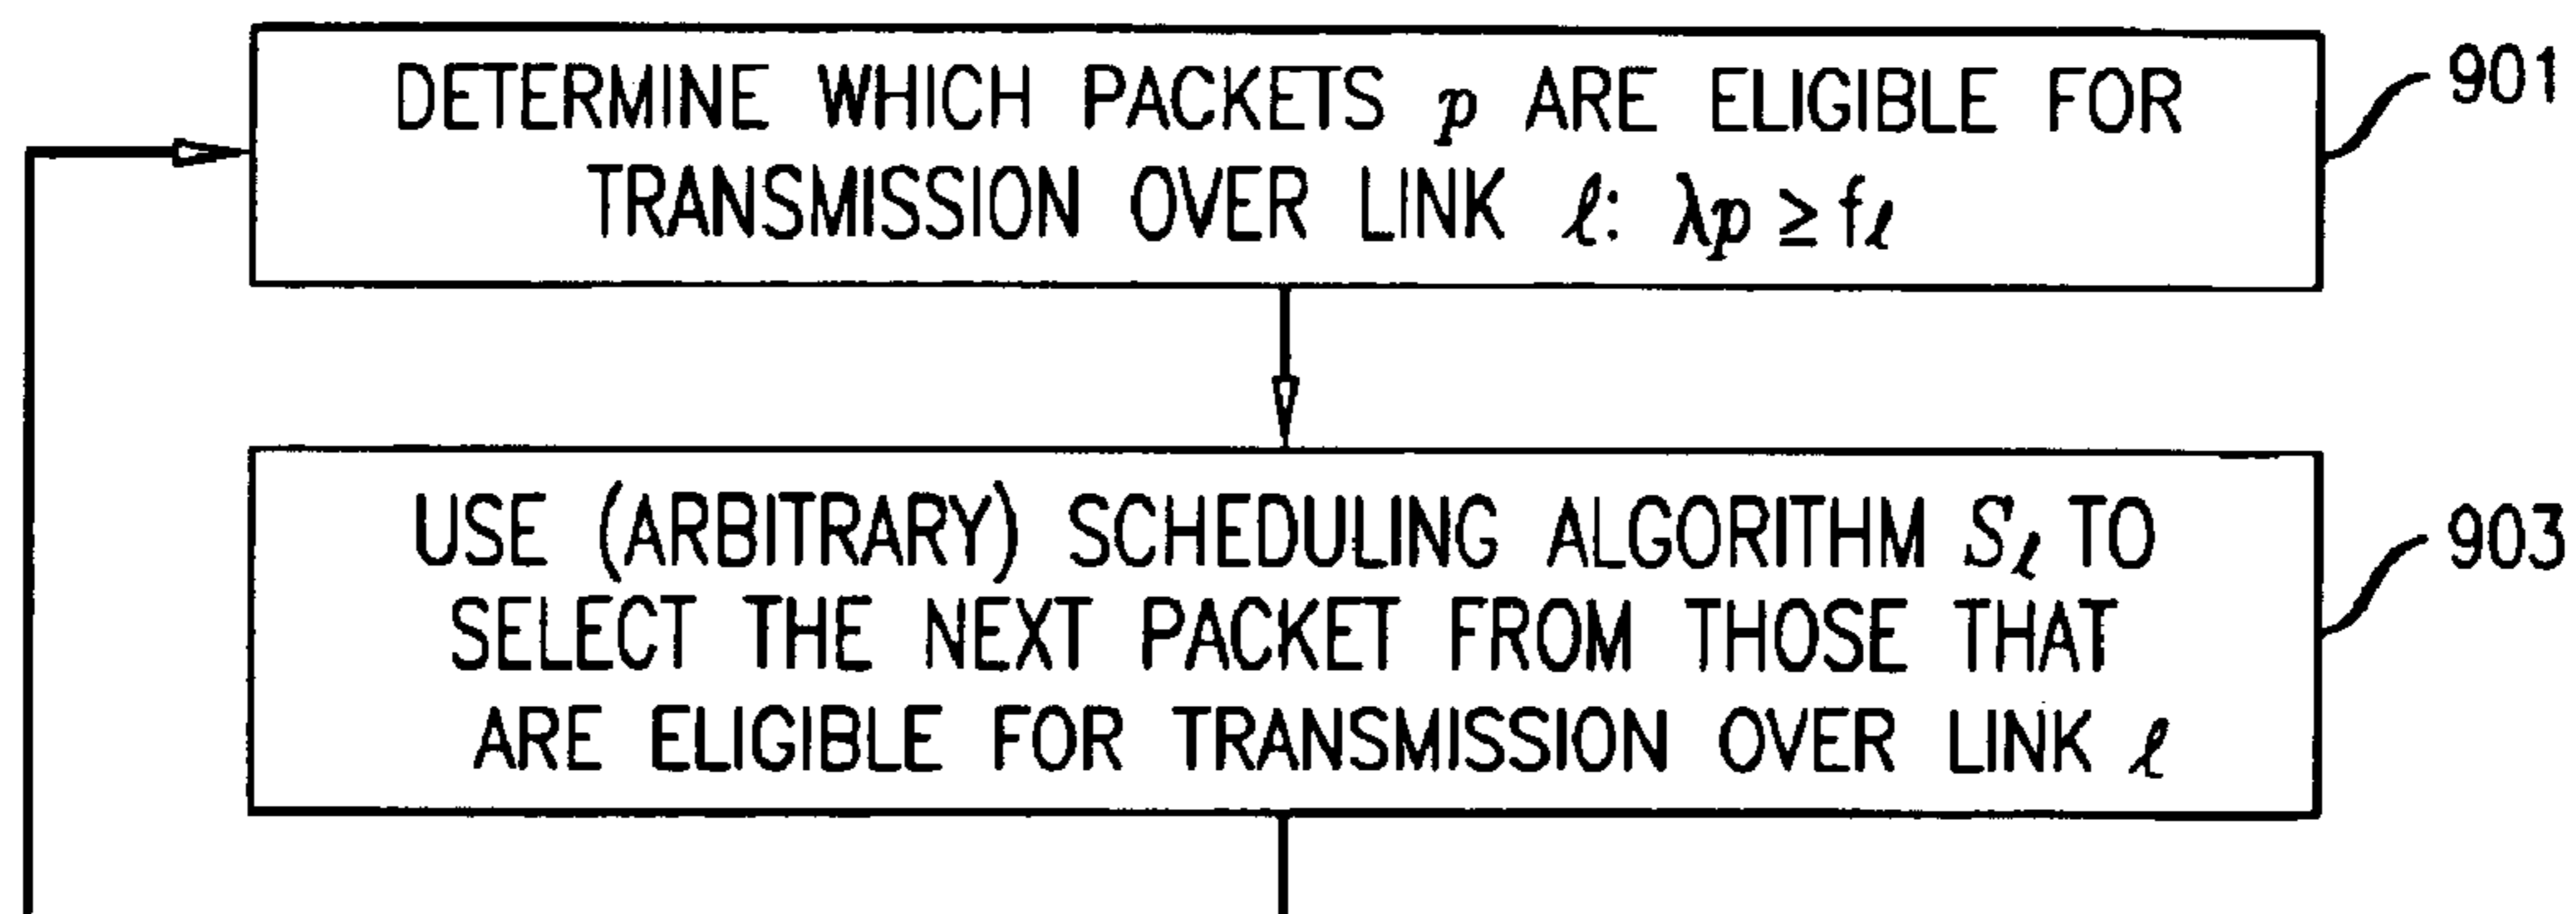 DETERMINE WHICH PACKETS p ARE ELIGIBLE FOR
TRANSMISSION OVER LINK ℓ: λp ≥ fℓ
901
USE (ARBITRARY) SCHEDULING ALGORITHM Sℓ TO
SELECT THE NEXT PACKET FROM THOSE THAT
ARE ELIGIBLE FOR TRANSMISSION OVER LINK ℓ
903